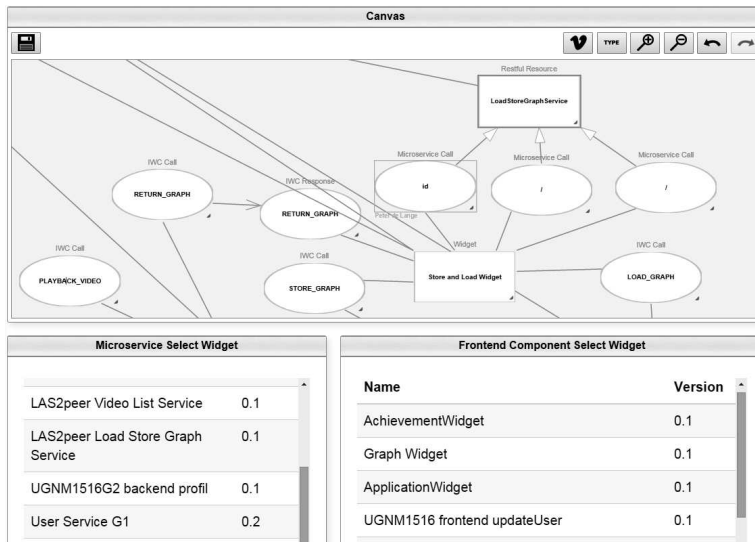 Canvas
TYPE
Restful Resource
LoadStoreGraphService
Microservice Call
id
Peter de Lange
Microservice Call
/
Microservice Call
/
IWC Call
RETURN_GRAPH
IWC Response
RETURN_GRAPH
IWC Call
PLAYBACK_VIDEO
IWC Call
STORE_GRAPH
Widget
Store and Load Widget
IWC Call
LOAD_GRAPH
Microservice Select Widget
LAS2peer Video List Service 0.1
LAS2peer Load Store Graph 0.1
Service
UGNM1516G2 backend profil 0.1
User Service G1 0.2
Frontend Component Select Widget
Name Version
AchievementWidget 0.1
Graph Widget 0.1
ApplicationWidget 0.1
UGNM1516 frontend updateUser 0.1